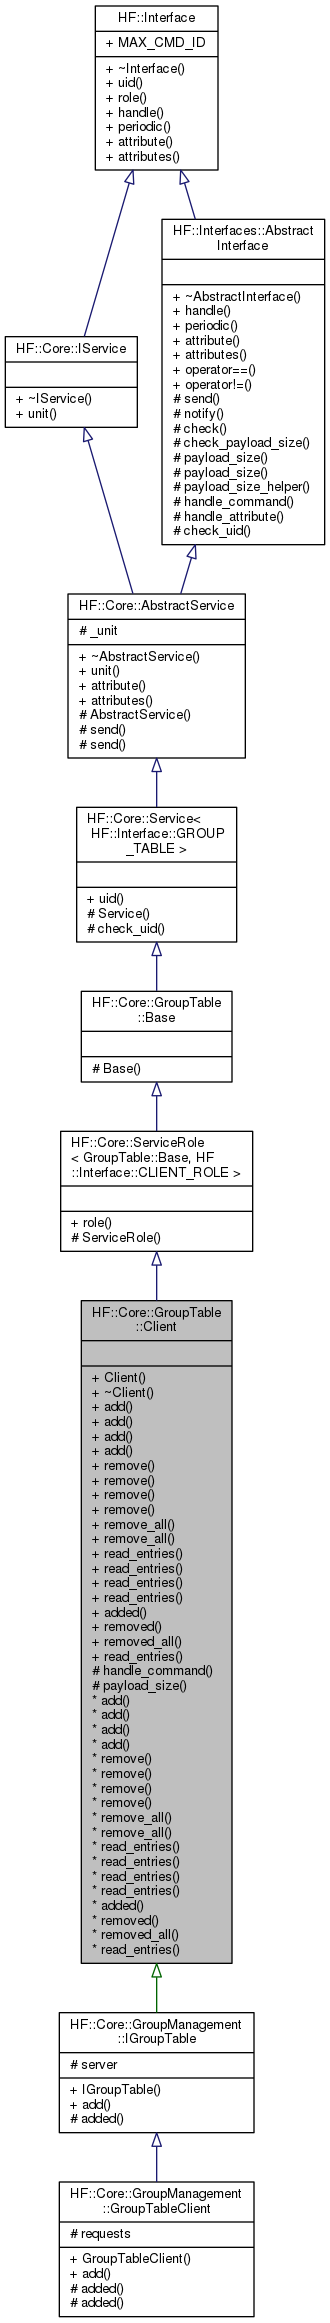 HF::Interface
+ MAX_CMD_ID
+ ~Interface()
+ uid()
+ role()
+ handle()
+ periodic()
+ attribute()
+ attributes()
HF::Interfaces::Abstract
Interface
+ ~AbstractInterface()
+ handle()
+ periodic()
+ attribute()
+ attributes()
+ operator==()
+ operator!=()
# send()
# notify()
# check()
# check_payload_size()
# payload_size()
# payload_size()
# payload_size_helper()
# handle_command()
# handle_attribute()
# check_uid()
HF::Core::IService
+ ~IService()
+ unit()
HF::Core::AbstractService
# _unit
+ ~AbstractService()
+ unit()
+ attribute()
+ attributes()
# AbstractService()
# send()
# send()
HF::Core::Service<
HF::Interface::GROUP
_TABLE >
+ uid()
# Service()
# check_uid()
HF::Core::GroupTable
::Base
# Base()
HF::Core::ServiceRole
< GroupTable::Base, HF
::Interface::CLIENT_ROLE >
+ role()
# ServiceRole()
HF::Core::GroupTable
::Client
+ Client()
+ ~Client()
+ add()
+ add()
+ add()
+ add()
+ remove()
+ remove()
+ remove()
+ remove()
+ remove_all()
+ remove_all()
+ read_entries()
+ read_entries()
+ read_entries()
+ read_entries()
+ added()
+ removed()
+ removed_all()
+ read_entries()
# handle_command()
# payload_size()
* add()
* add()
* add()
* add()
* remove()
* remove()
* remove()
* remove()
* remove_all()
* remove_all()
* read_entries()
* read_entries()
* read_entries()
* read_entries()
* added()
* removed()
* removed_all()
* read_entries()
HF::Core::GroupManagement
::IGroupTable
# server
+ IGroupTable()
+ add()
# added()
HF::Core::GroupManagement
::GroupTableClient
# requests
+ GroupTableClient()
+ add()
# added()
# added()